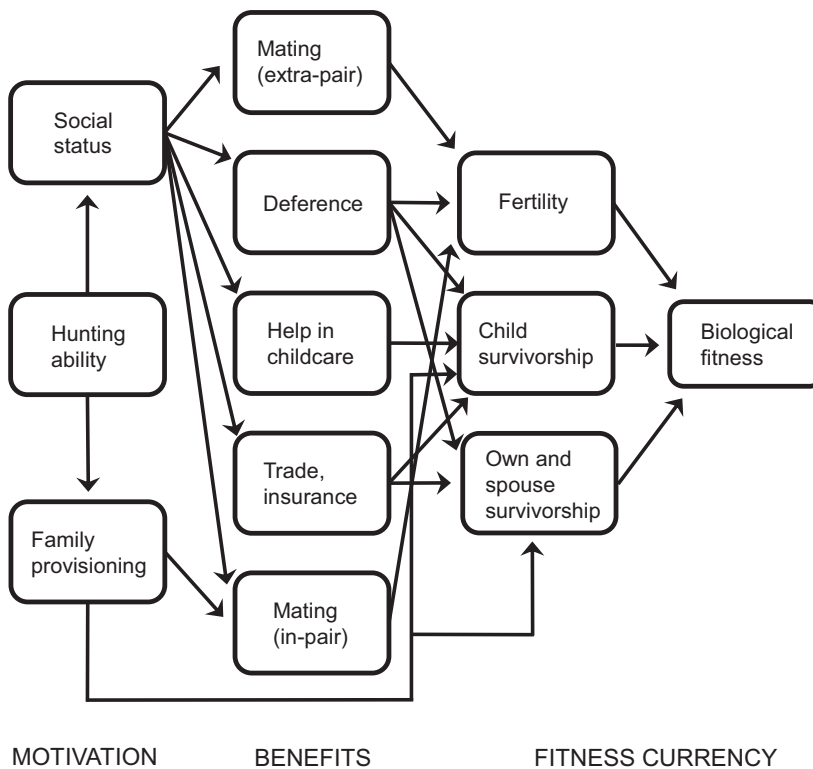 Mating
(extra-pair)
Social
status
Deference
Fertility
Hunting
ability
Help in
childcare
Child
survivorship
Biological
fitness
Trade,
insurance
Own and
spouse
survivorship
Family
provisioning
Mating
(in-pair)
MOTIVATION
BENEFITS
FITNESS CURRENCY